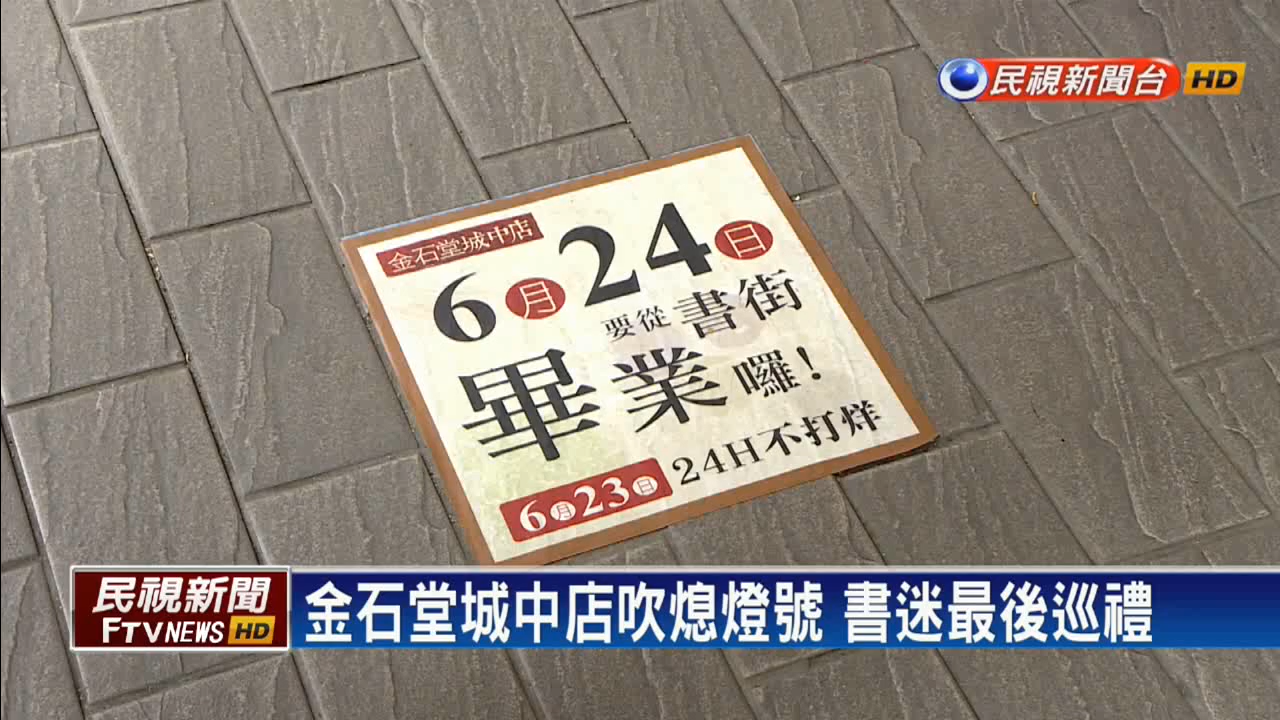 民視新聞台 HD
金石堂城中店
6月24日
要從書街
畢業囉!
6月23日 24H不打烊
民視新聞
FTVNEWS HD
金石堂城中店吹熄燈號 書迷最後巡禮